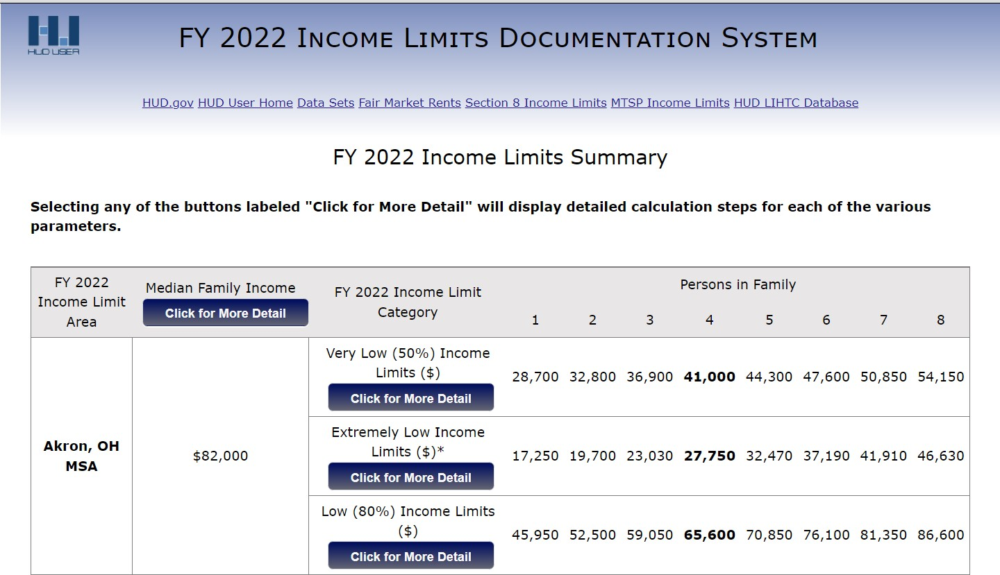 HUD USER
FY 2022 Income Limits Documentation System
HUD.gov HUD User Home Data Sets Fair Market Rents Section 8 Income Limits MTSP Income Limits HUD LIHTC Database
FY 2022 Income Limits Summary
Selecting any of the buttons labeled "Click for More Detail" will display detailed calculation steps for each of the various
parameters.
FY 2022
Income Limit
Area
Median Family Income
Click for More Detail
FY 2022 Income Limit
Category
Persons in Family
1 2 3 4 5 6 7 8
Akron, OH
MSA
$82,000
Very Low (50%) Income
Limits ($)
Click for More Detail
28,700 32,800 36,900 41,000 44,300 47,600 50,850 54,150
Extremely Low Income
Limits ($)*
Click for More Detail
17,250 19,700 23,030 27,750 32,470 37,190 41,910 46,630
Low (80%) Income Limits
($)
Click for More Detail
45,950 52,500 59,050 65,600 70,850 76,100 81,350 86,600